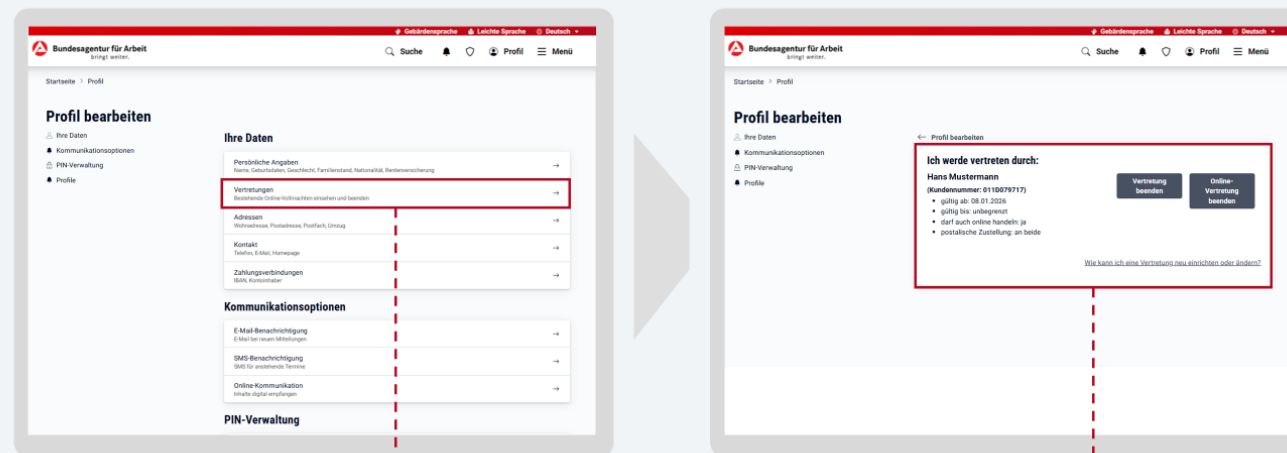 Gebärdensprache Leichte Sprache Deutsch
Bundesagentur für Arbeit
bringt weiter.
Suche Profil Menü
Startseite > Profil
Profil bearbeiten
Ihre Daten
Kommunikationsoptionen
PIN-Verwaltung
Profile
Ihre Daten
Persönliche Angaben →
Name, Geburtsdaten, Geschlecht, Familienstand, Nationalität, Rentenversicherung
Vertretungen →
Bestehende Online-Vollmachten einsehen und beenden
Adressen →
Wohnadresse, Postadresse, Postfach, Umzug
Kontakt →
Telefon, E-Mail, Homepage
Zahlungsverbindungen →
IBAN, Kontoinhaber
Kommunikationsoptionen
E-Mail-Benachrichtigung →
E-Mail bei neuen Mitteilungen
SMS-Benachrichtigung →
SMS für anstehende Termine
Online-Kommunikation →
Inhalte digital empfangen
PIN-Verwaltung
Gebärdensprache Leichte Sprache Deutsch
Bundesagentur für Arbeit
bringt weiter.
Suche Profil Menü
Startseite > Profil
Profil bearbeiten
Ihre Daten
Kommunikationsoptionen
PIN-Verwaltung
Profile
← Profil bearbeiten
Ich werde vertreten durch:
Hans Mustermann
(Kundennummer: 011D079717)
• gültig ab: 08.01.2026
• gültig bis: unbegrenzt
• darf auch online handeln: ja
• postalische Zustellung: an beide
Vertretung
beenden
Online-
Vertretung
beenden
Wie kann ich eine Vertretung neu einrichten oder ändern?